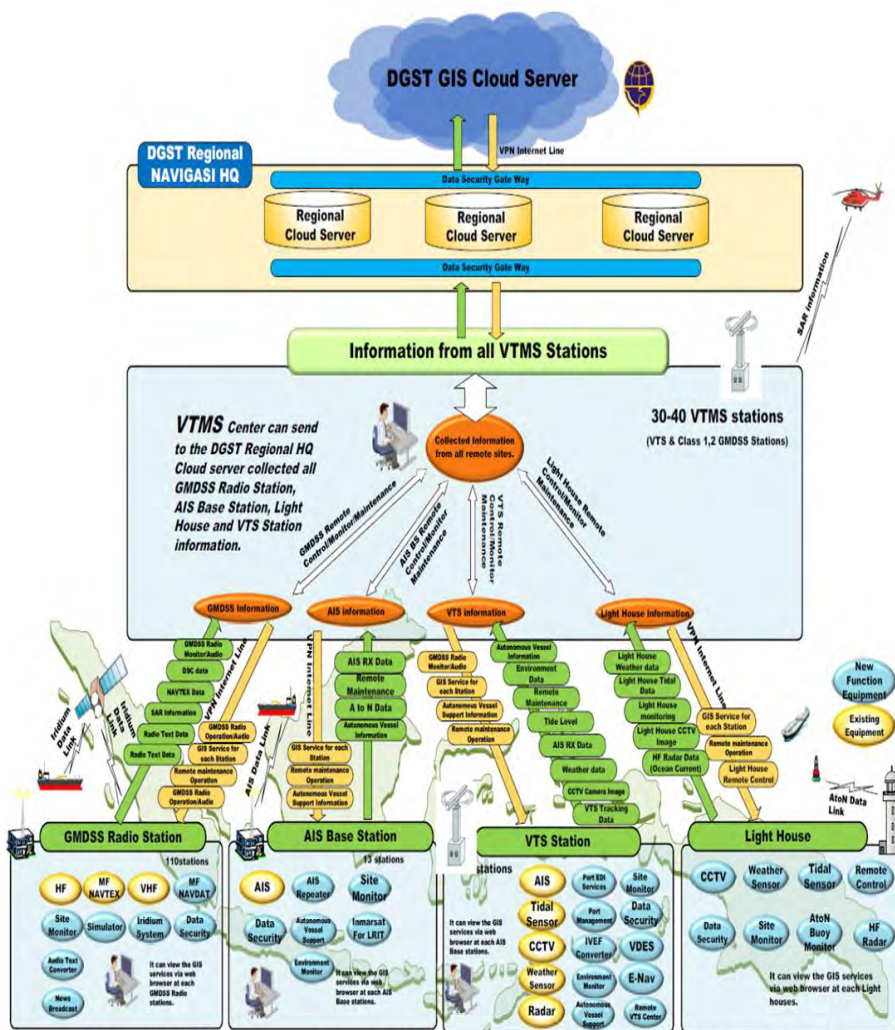 DGST GIS Cloud Server
VPN Internet Line
DGST Regional
NAVIGASI HQ
Data Security Gate Way
Regional
Cloud Server
Regional
Cloud Server
Regional
Cloud Server
Data Security Gate Way
SAR information
Information from all VTMS Stations
VTMS Center can send
to the DGST Regional HQ
Cloud server collected all
GMDSS Radio Station,
AIS Base Station, Light
House and VTS Station
information.
Collected Information
from all remote sites.
30-40 VTMS stations
(VTS & Class 1,2 GMDSS Stations)
GMDSS Remote
Control/Monitor/Maintenance
AIS BS Remote
Control/Monitor
Maintenance
VTS Remote
Control/Monitor
Maintenance
Light House Remote
Control/Monitor
Maintenance
GMDSS Information
AIS information
VTS information
Light House Information
GMDSS Radio
Monitor/Audio
DSC data
NAVTEX Data
SAR Information
Radio Text Data
Radio Text Data
VPN Internet Line
GMDSS Radio
Operation/Audio
GIS Service for
each Station
Remote maintenance
Operation
GMDSS Radio
Operation/Audio
Iridium
Data Link
Iridium
Data
Link
AIS Data Link
VPN Internet Line
GIS Service for each
Station
Remote maintenance
Operation
Autonomous Vessel
Support Information
AIS RX Data
Remote
Maintenance
A to N Data
Autonomous Vessel
Information
GMDSS Radio
Monitor/Audio
GIS Service for
each Station
Autonomous Vessel
Support Information
Remote maintenance
Operation
Autonomous Vessel
Information
Environment
Data
Remote
Maintenance
Tide Level
AIS RX Data
Weather data
CCTV Camera Image
VTS Tracking
Data
Light House
Weather data
Light House Tidal
Data
Light House
monitoring
Light House CCTV
Image
HF Radar Data
(Ocean Current)
VPN Internet Line
GIS Service for
each Station
Remote maintenance
Operation
Light House
Remote Control
New
Function
Equipment
Existing
Equipment
AtoN Data
Link
GMDSS Radio Station
110stations
HF
MF
NAVTEX
VHF
MF
NAVDAT
Site
Monitor
Simulator
Iridium
System
Data
Security
Audio Text
Converter
News
Breadcast
It can view the GIS
services via web
browser at each
GMDSS Radio
stations.
AIS Base Station
13 stations
AIS
AIS
Repeater
Site
Monitor
Data
Security
Autonomous
Vessel
Support
Inmarsat
For LRIT
Environment
Monitor
It can view the GIS
services via web
browser at each AIS
Base stations.
VTS Station
stations
It can view the GIS
services via web
browser at each AIS
Base stations.
AIS
Port EDI
Services
Site
Monitor
Tidal
Sensor
Port
Management
Data
Security
CCTV
IVEF
Converter
VDES
Weather
Sensor
Environment
Monitor
E-Nav
Radar
Autonomous
Vessel
Support
Remote
VTS Center
Light House
CCTV
Weather
Sensor
Tidal
Sensor
Remote
Control
Data
Security
Site
Monitor
AtoN
Buoy
Monitor
HF
Radar
It can view the GIS services
via web browser at each Light
houses.